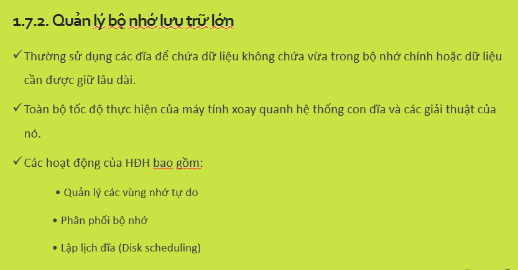 1.7.2. Quản lý bộ nhớ lưu trữ lớn
✓Thường sử dụng các đĩa để chứa dữ liệu không chứa vừa trong bộ nhớ chính hoặc dữ liệu
cần được giữ lâu dài.
✓Toàn bộ tốc độ thực hiện của máy tính xoay quanh hệ thống con đĩa và các giải thuật của
nó.
✓Các hoạt động của HĐH bao gồm:
• Quản lý các vùng nhớ tự do
• Phân phối bộ nhớ
• Lập lịch đĩa (Disk scheduling)